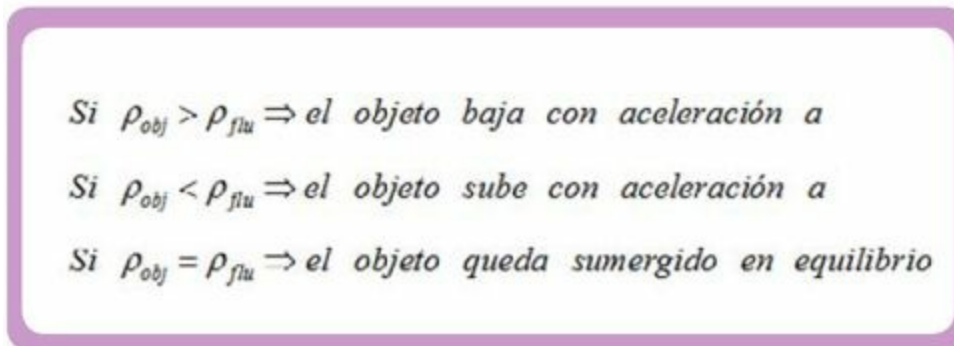 Si ρobj > ρflu ⇒ el objeto baja con aceleración a
Si ρobj < ρflu ⇒ el objeto sube con aceleración a
Si ρobj = ρflu ⇒ el objeto queda sumergido en equilibrio